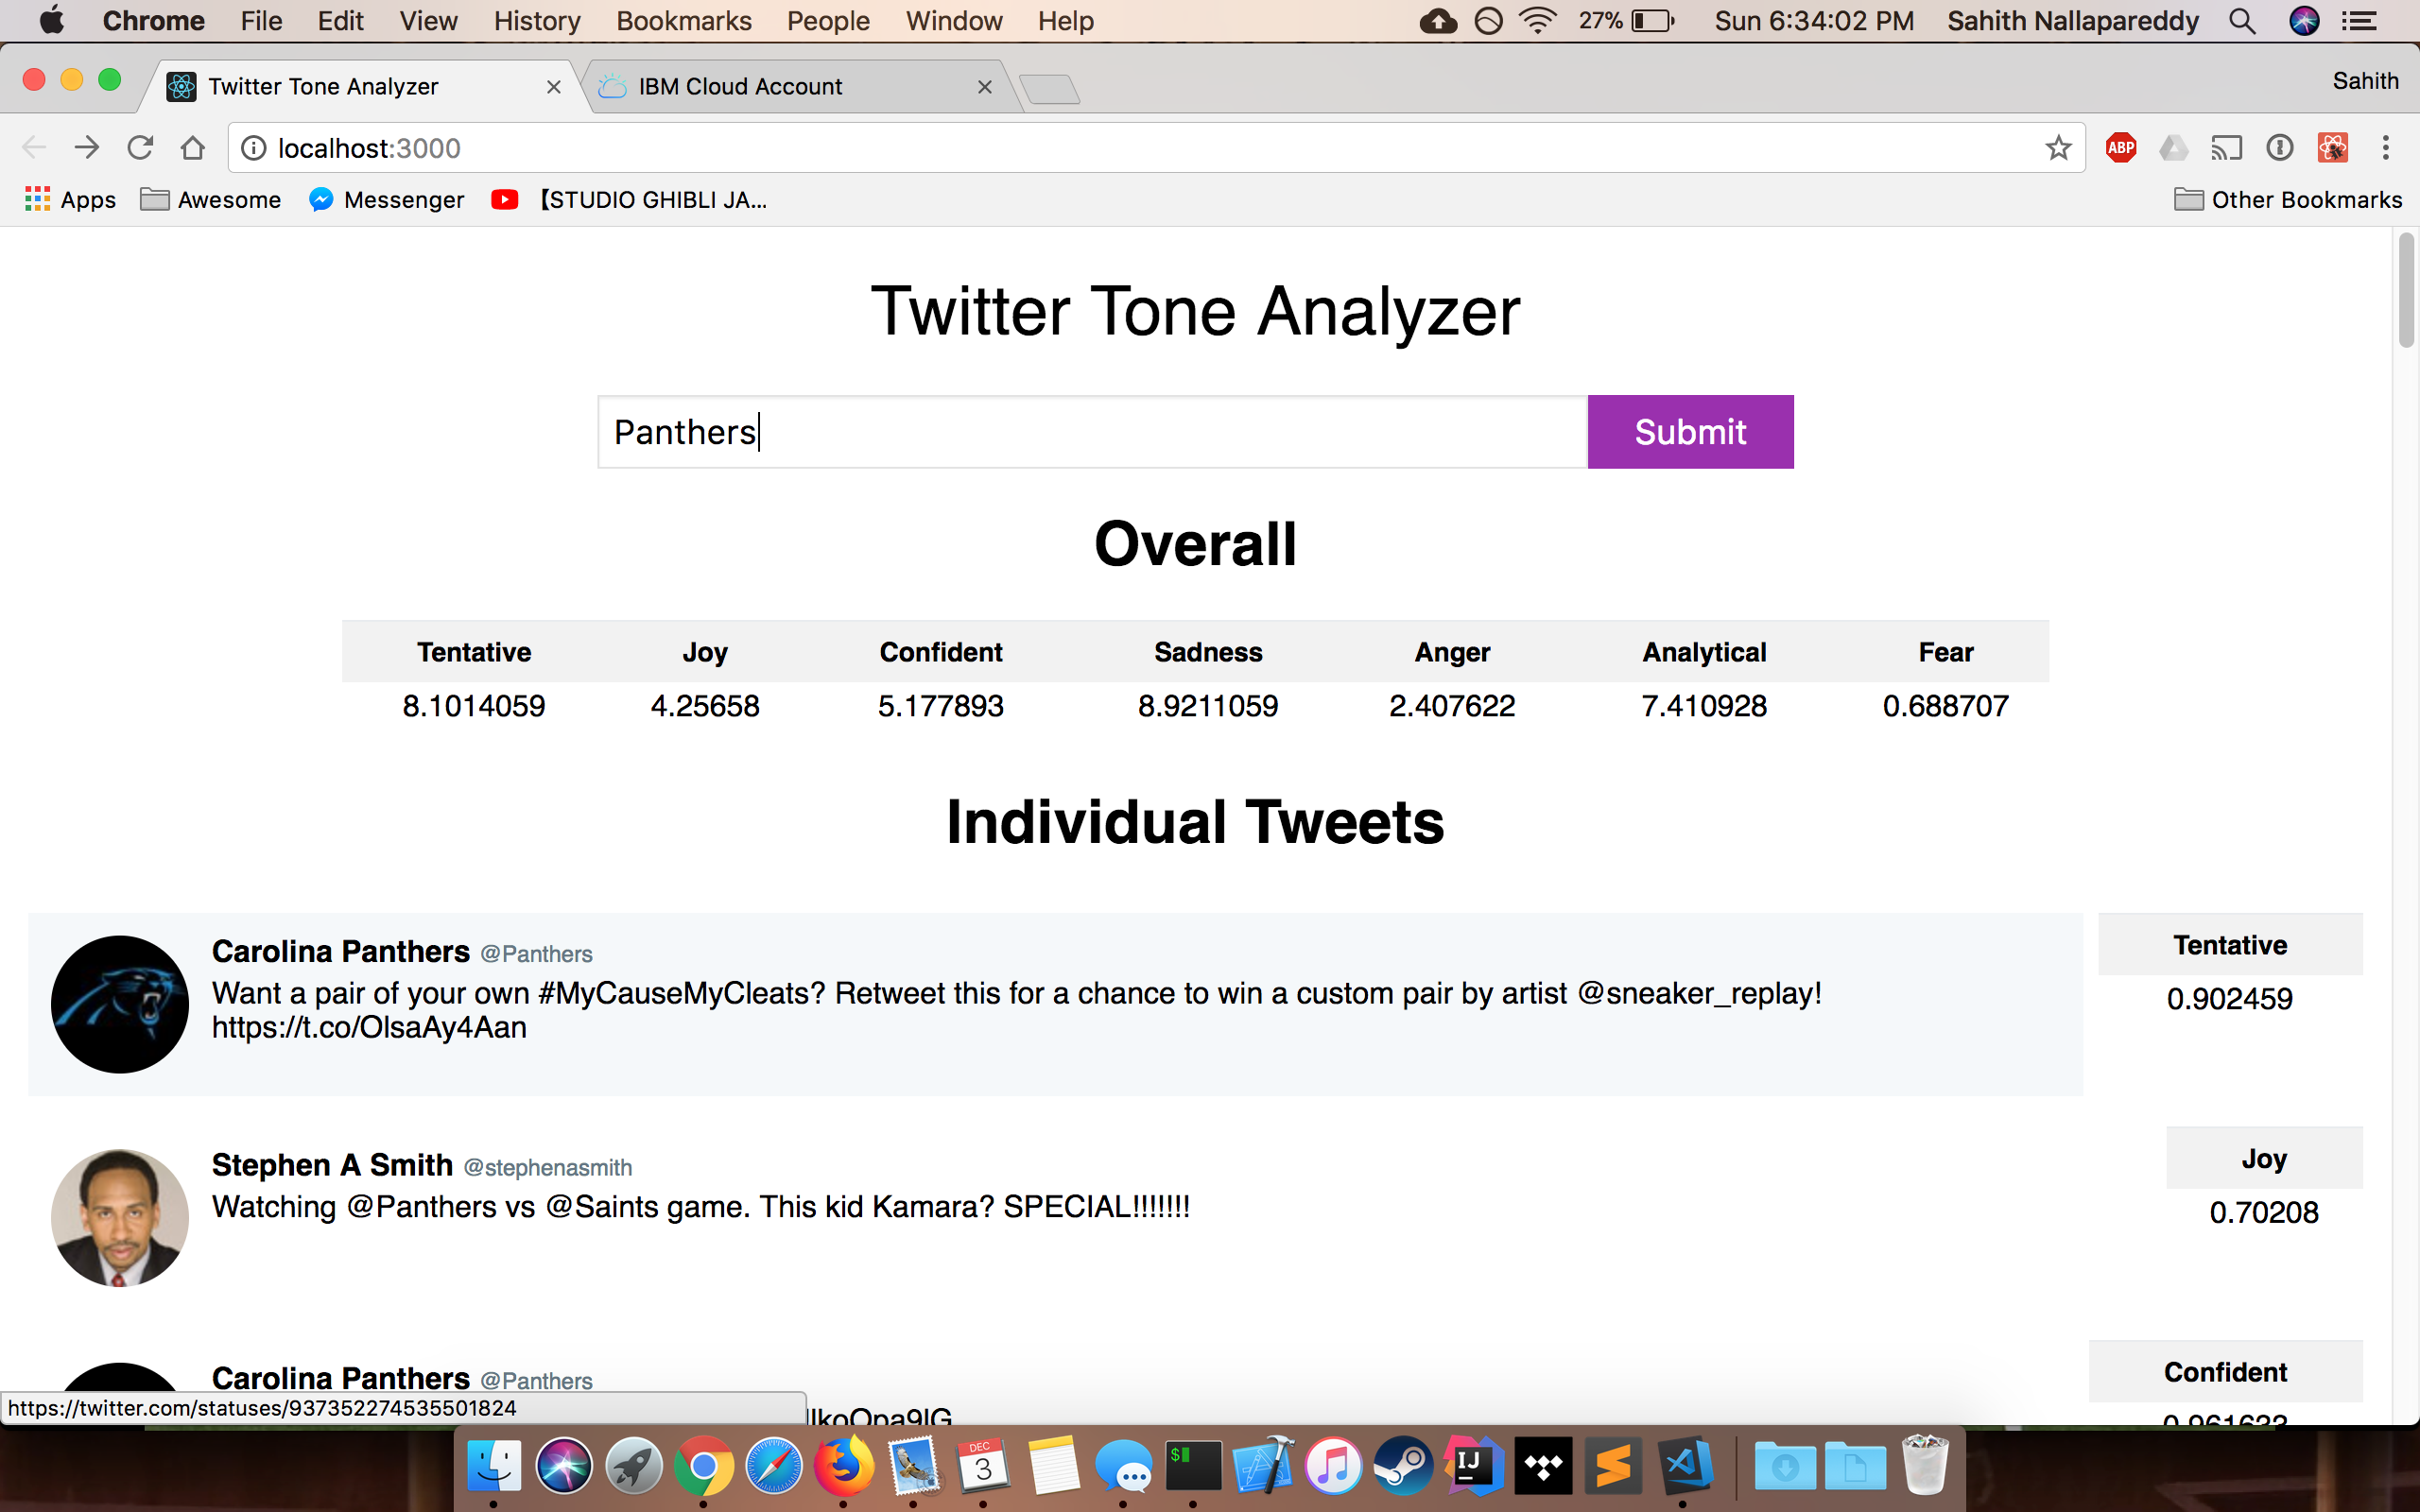 Chrome File Edit View History Bookmarks People Window Help 27% Sun 6:34:02 PM Sahith Nallapareddy
Twitter Tone Analyzer IBM Cloud Account Sahith
localhost:3000 ABP
Apps Awesome Messenger 【STUDIO GHIBLI JA... Other Bookmarks
Twitter Tone Analyzer
Panthers Submit
Overall
Tentative Joy Confident Sadness Anger Analytical Fear
8.1014059 4.25658 5.177893 8.9211059 2.407622 7.410928 0.688707
Individual Tweets
Carolina Panthers @Panthers Tentative
Want a pair of your own #MyCauseMyCleats? Retweet this for a chance to win a custom pair by artist @sneaker_replay! 0.902459
https://t.co/OlsaAy4Aan
Stephen A Smith @stephenasmith Joy
Watching @Panthers vs @Saints game. This kid Kamara? SPECIAL!!!!!!! 0.70208
Carolina Panthers @Panthers Confident
https://twitter.com/statuses/937352274535501824
DEC
3
$
IJ